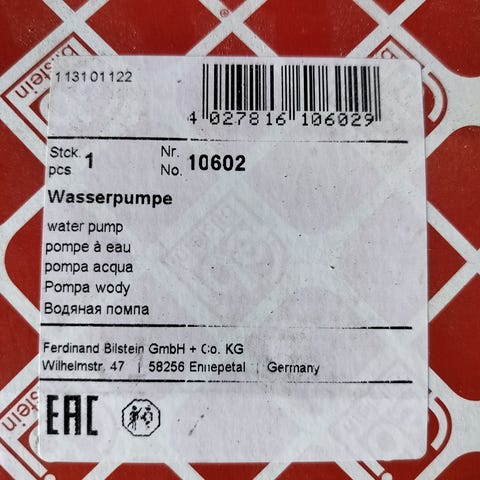 bilstein
113101122
4 027816 106029
Stck. 1 Nr. 10602
pcs No.
Wasserpumpe
water pump
pompe à eau
pompa acqua
Pompa wody
Водяная помпа
Ferdinand Bilstein GmbH + Co. KG
Wilhelmstr. 47 | 58256 Ennepetal | Germany
EAC
bilstein